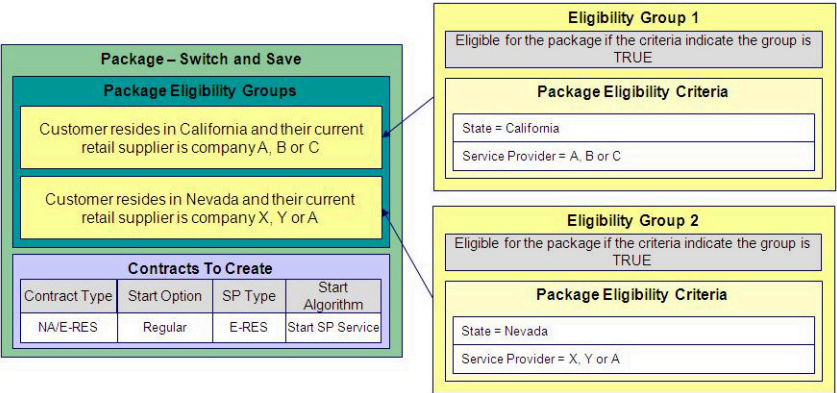 Package – Switch and Save
Package Eligibility Groups
Customer resides in California and their current
retail supplier is company A, B or C
Customer resides in Nevada and their current
retail supplier is company X, Y or A
Contracts To Create
Contract Type Start Option SP Type Start
Algorithm
NA/E-RES Regular E-RES Start SP Service
Eligibility Group 1
Eligible for the package if the criteria indicate the group is
TRUE
Package Eligibility Criteria
State = California
Service Provider = A, B or C
Eligibility Group 2
Eligible for the package if the criteria indicate the group is
TRUE
Package Eligibility Criteria
State = Nevada
Service Provider = X, Y or A